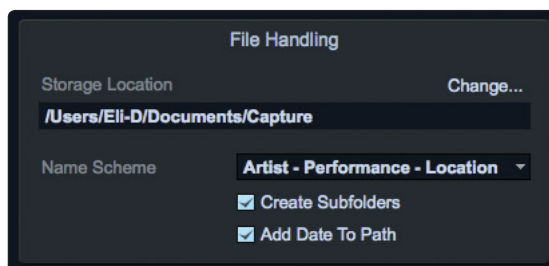 File Handling
Storage Location Change...
/Users/Eli-D/Documents/Capture
Name Scheme Artist - Performance - Location
Create Subfolders
Add Date To Path